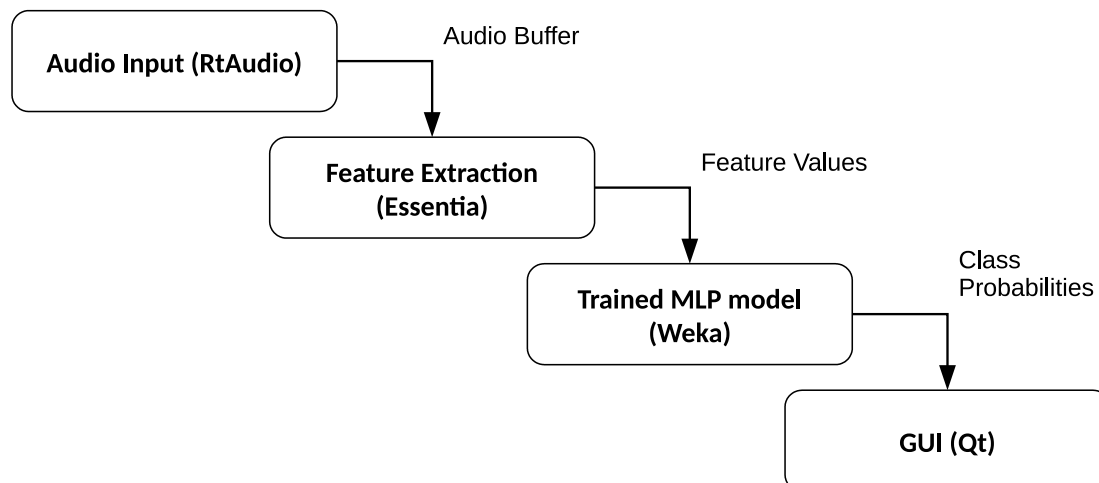 Audio Input (RtAudio)
Audio Buffer
Feature Extraction
(Essentia)
Feature Values
Trained MLP model
(Weka)
Class
Probabilities
GUI (Qt)